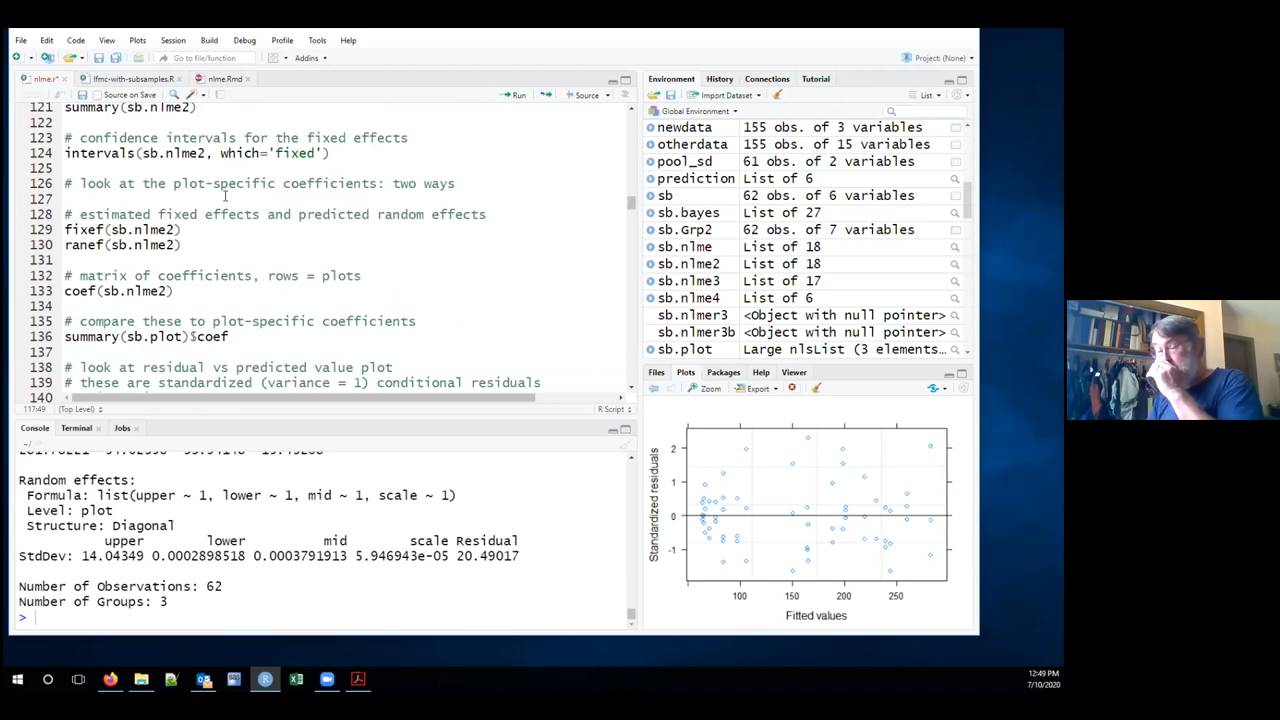 File Edit Code View Plots Session Build Debug Profile Tools Help
Go to file/function Addins Project: (None)
nlme.r* lfmc-with-subsamples.R nlme.Rmd
Source on Save Run Source
121 summary(sb.nlme2)
122
123 # confidence intervals for the fixed effects
124 intervals(sb.nlme2, which='fixed')
125
126 # look at the plot-specific coefficients: two ways
127
128 # estimated fixed effects and predicted random effects
129 fixef(sb.nlme2)
130 ranef(sb.nlme2)
131
132 # matrix of coefficients, rows = plots
133 coef(sb.nlme2)
134
135 # compare these to plot-specific coefficients
136 summary(sb.plot)$coef
137
138 # look at residual vs predicted value plot
139 # these are standardized (variance = 1) conditional residuals
140
117:49 (Top Level) R Script
Console Terminal Jobs
~/
Random effects:
Formula: list(upper ~ 1, lower ~ 1, mid ~ 1, scale ~ 1)
Level: plot
Structure: Diagonal
upper lower mid scale Residual
StdDev: 14.04349 0.0002898518 0.0003791913 5.946943e-05 20.49017
Number of Observations: 62
Number of Groups: 3
>
Environment History Connections Tutorial
Import Dataset List
Global Environment
newdata 155 obs. of 3 variables
otherdata 155 obs. of 15 variables
pool_sd 61 obs. of 2 variables
prediction List of 6
sb 62 obs. of 6 variables
sb.bayes List of 27
sb.Grp2 62 obs. of 7 variables
sb.nlme List of 18
sb.nlme2 List of 18
sb.nlme3 List of 17
sb.nlme4 List of 6
sb.nlmer3 <Object with null pointer>
sb.nlmer3b <Object with null pointer>
sb.plot Large nlsList (3 elements…
Files Plots Packages Help Viewer
Zoom Export
Standardized residuals
2
1
0
-1
100 150 200 250
Fitted values
12:49 PM
7/10/2020